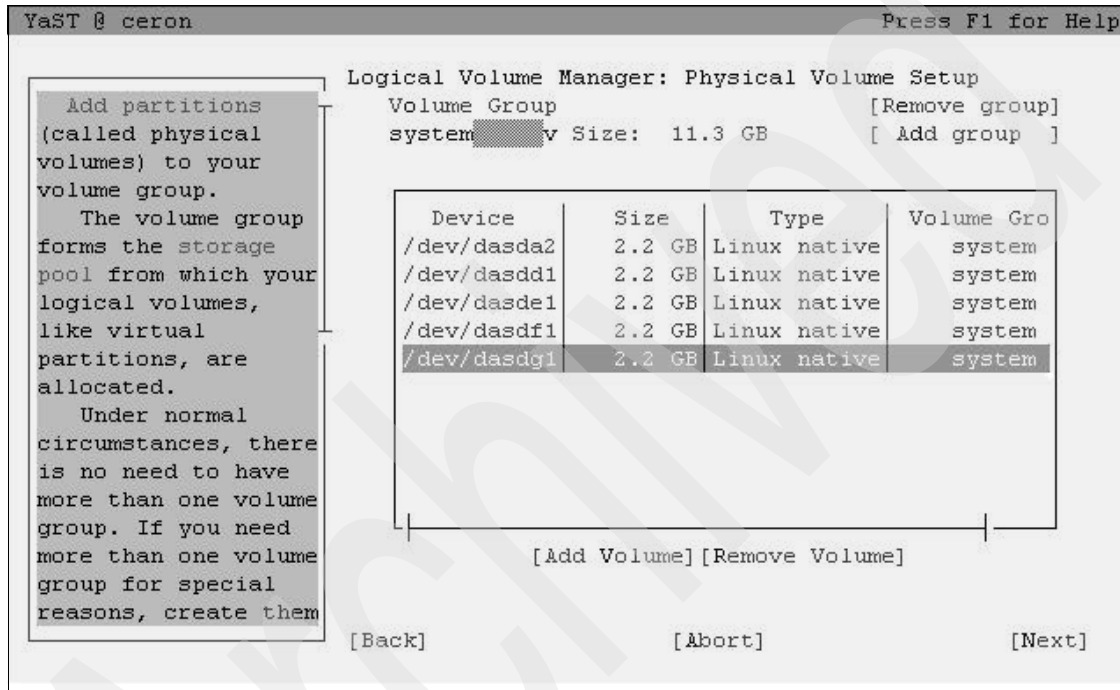 YaST @ ceron Press F1 for Help
Logical Volume Manager: Physical Volume Setup
Add partitions
(called physical
volumes) to your
volume group.
The volume group
forms the storage
pool from which your
logical volumes,
like virtual
partitions, are
allocated.
Under normal
circumstances, there
is no need to have
more than one volume
group. If you need
more than one volume
group for special
reasons, create them
Volume Group [Remove group]
system v Size: 11.3 GB [ Add group ]
Device Size Type Volume Gro
/dev/dasda2 2.2 GB Linux native system
/dev/dasdd1 2.2 GB Linux native system
/dev/dasde1 2.2 GB Linux native system
/dev/dasdf1 2.2 GB Linux native system
/dev/dasdg1 2.2 GB Linux native system
[Add Volume][Remove Volume]
[Back] [Abort] [Next]